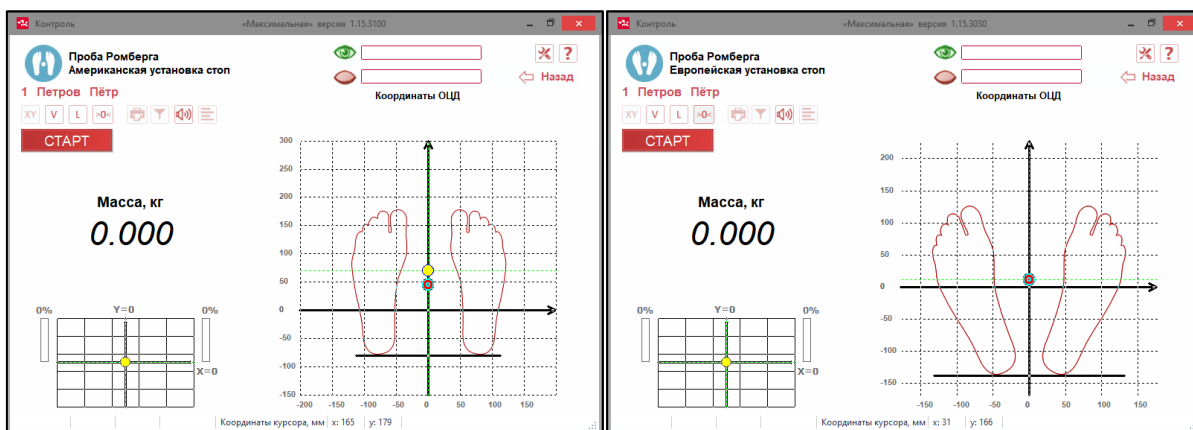 Контроль «Максимальная» версия 1.15.3100
Проба Ромберга
Американская установка стоп
Назад
1 Петров Пётр
Координаты ОЦД
XY V L >0<
СТАРТ
300
250
200
150
100
50
0
-50
-100
-150
-200 -150 -100 -50 0 50 100 150
Масса, кг
0.000
0% Y=0 0%
X=0
Координаты курсора, мм x: 165 y: 179
Контроль «Максимальная» версия 1.15.3030
Проба Ромберга
Европейская установка стоп
Назад
1 Петров Пётр
Координаты ОЦД
XY V L >0<
СТАРТ
200
150
100
50
0
-50
-100
-150
-150 -100 -50 0 50 100 150
Масса, кг
0.000
0% Y=0 0%
X=0
Координаты курсора, мм x: 31 y: 166